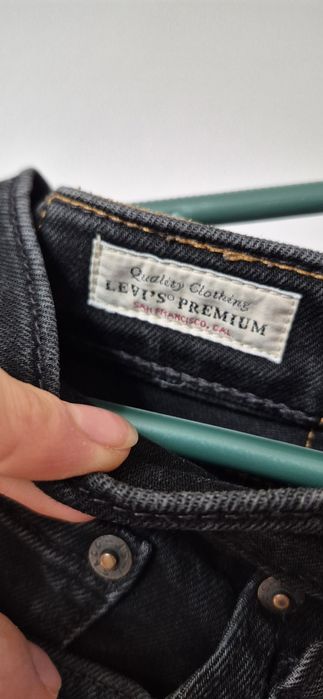 Quality Clothing
LEVI'S® PREMIUM
SAN FRANCISCO, CAL